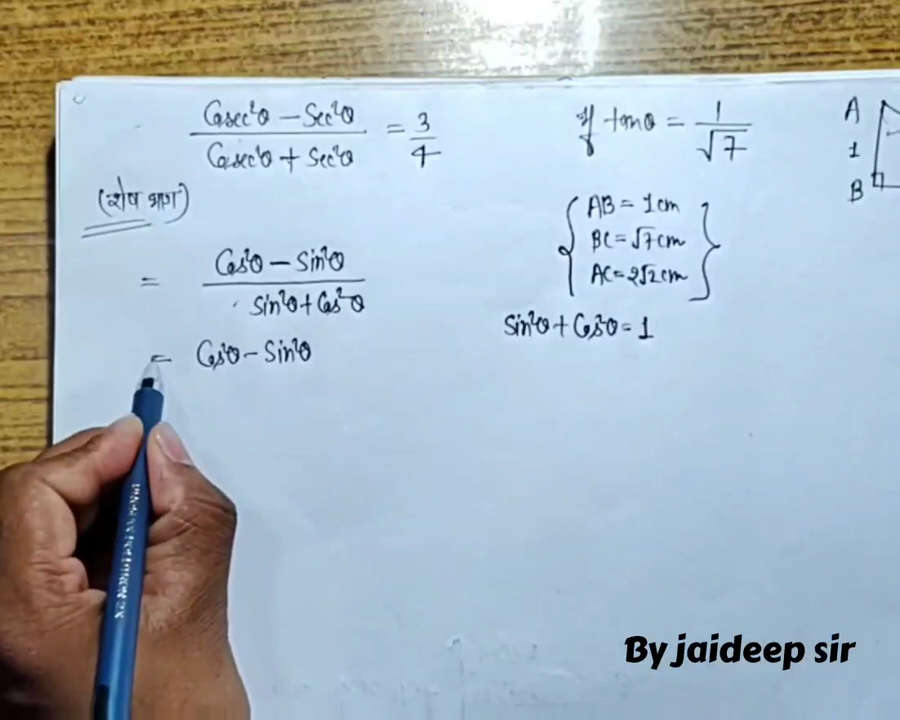 Cosec²θ − Sec²θ / Cosec²θ + Sec²θ = 3/4
If tanθ = 1/√7
(शेष भाग)
= Cos²θ − Sin²θ / Sin²θ + Cos²θ
= Cos²θ − Sin²θ
{ AB = 1cm
BC = √7cm
AC = 2√2cm }
Sin²θ + Cos²θ = 1
A
1
B
By jaideep sir